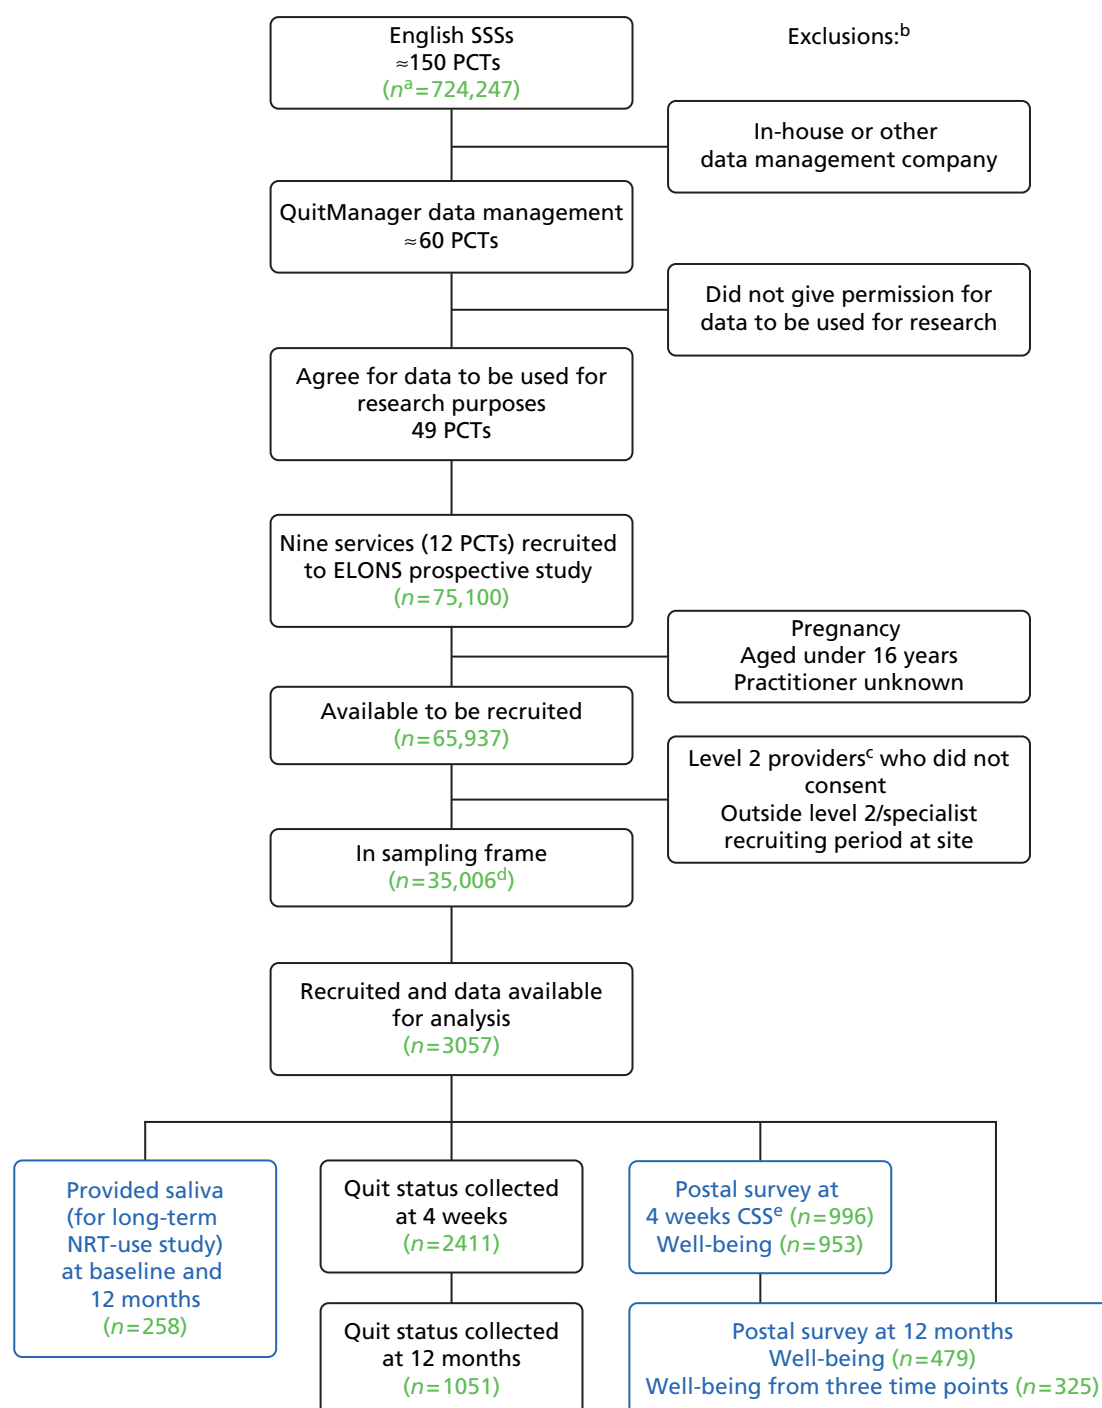 English SSSs
≈150 PCTs
(nᵃ=724,247)
Exclusions:ᵇ
In-house or other
data management company
QuitManager data management
≈60 PCTs
Did not give permission for
data to be used for research
Agree for data to be used for
research purposes
49 PCTs
Nine services (12 PCTs) recruited
to ELONS prospective study
(n=75,100)
Pregnancy
Aged under 16 years
Practitioner unknown
Available to be recruited
(n=65,937)
Level 2 providersᶜ who did not
consent
Outside level 2/specialist
recruiting period at site
In sampling frame
(n=35,006ᵈ)
Recruited and data available
for analysis
(n=3057)
Provided saliva
(for long-term
NRT-use study)
at baseline and
12 months
(n=258)
Quit status collected
at 4 weeks
(n=2411)
Postal survey at
4 weeks CSSᵉ (n=996)
Well-being (n=953)
Quit status collected
at 12 months
(n=1051)
Postal survey at 12 months
Well-being (n=479)
Well-being from three time points (n=325)